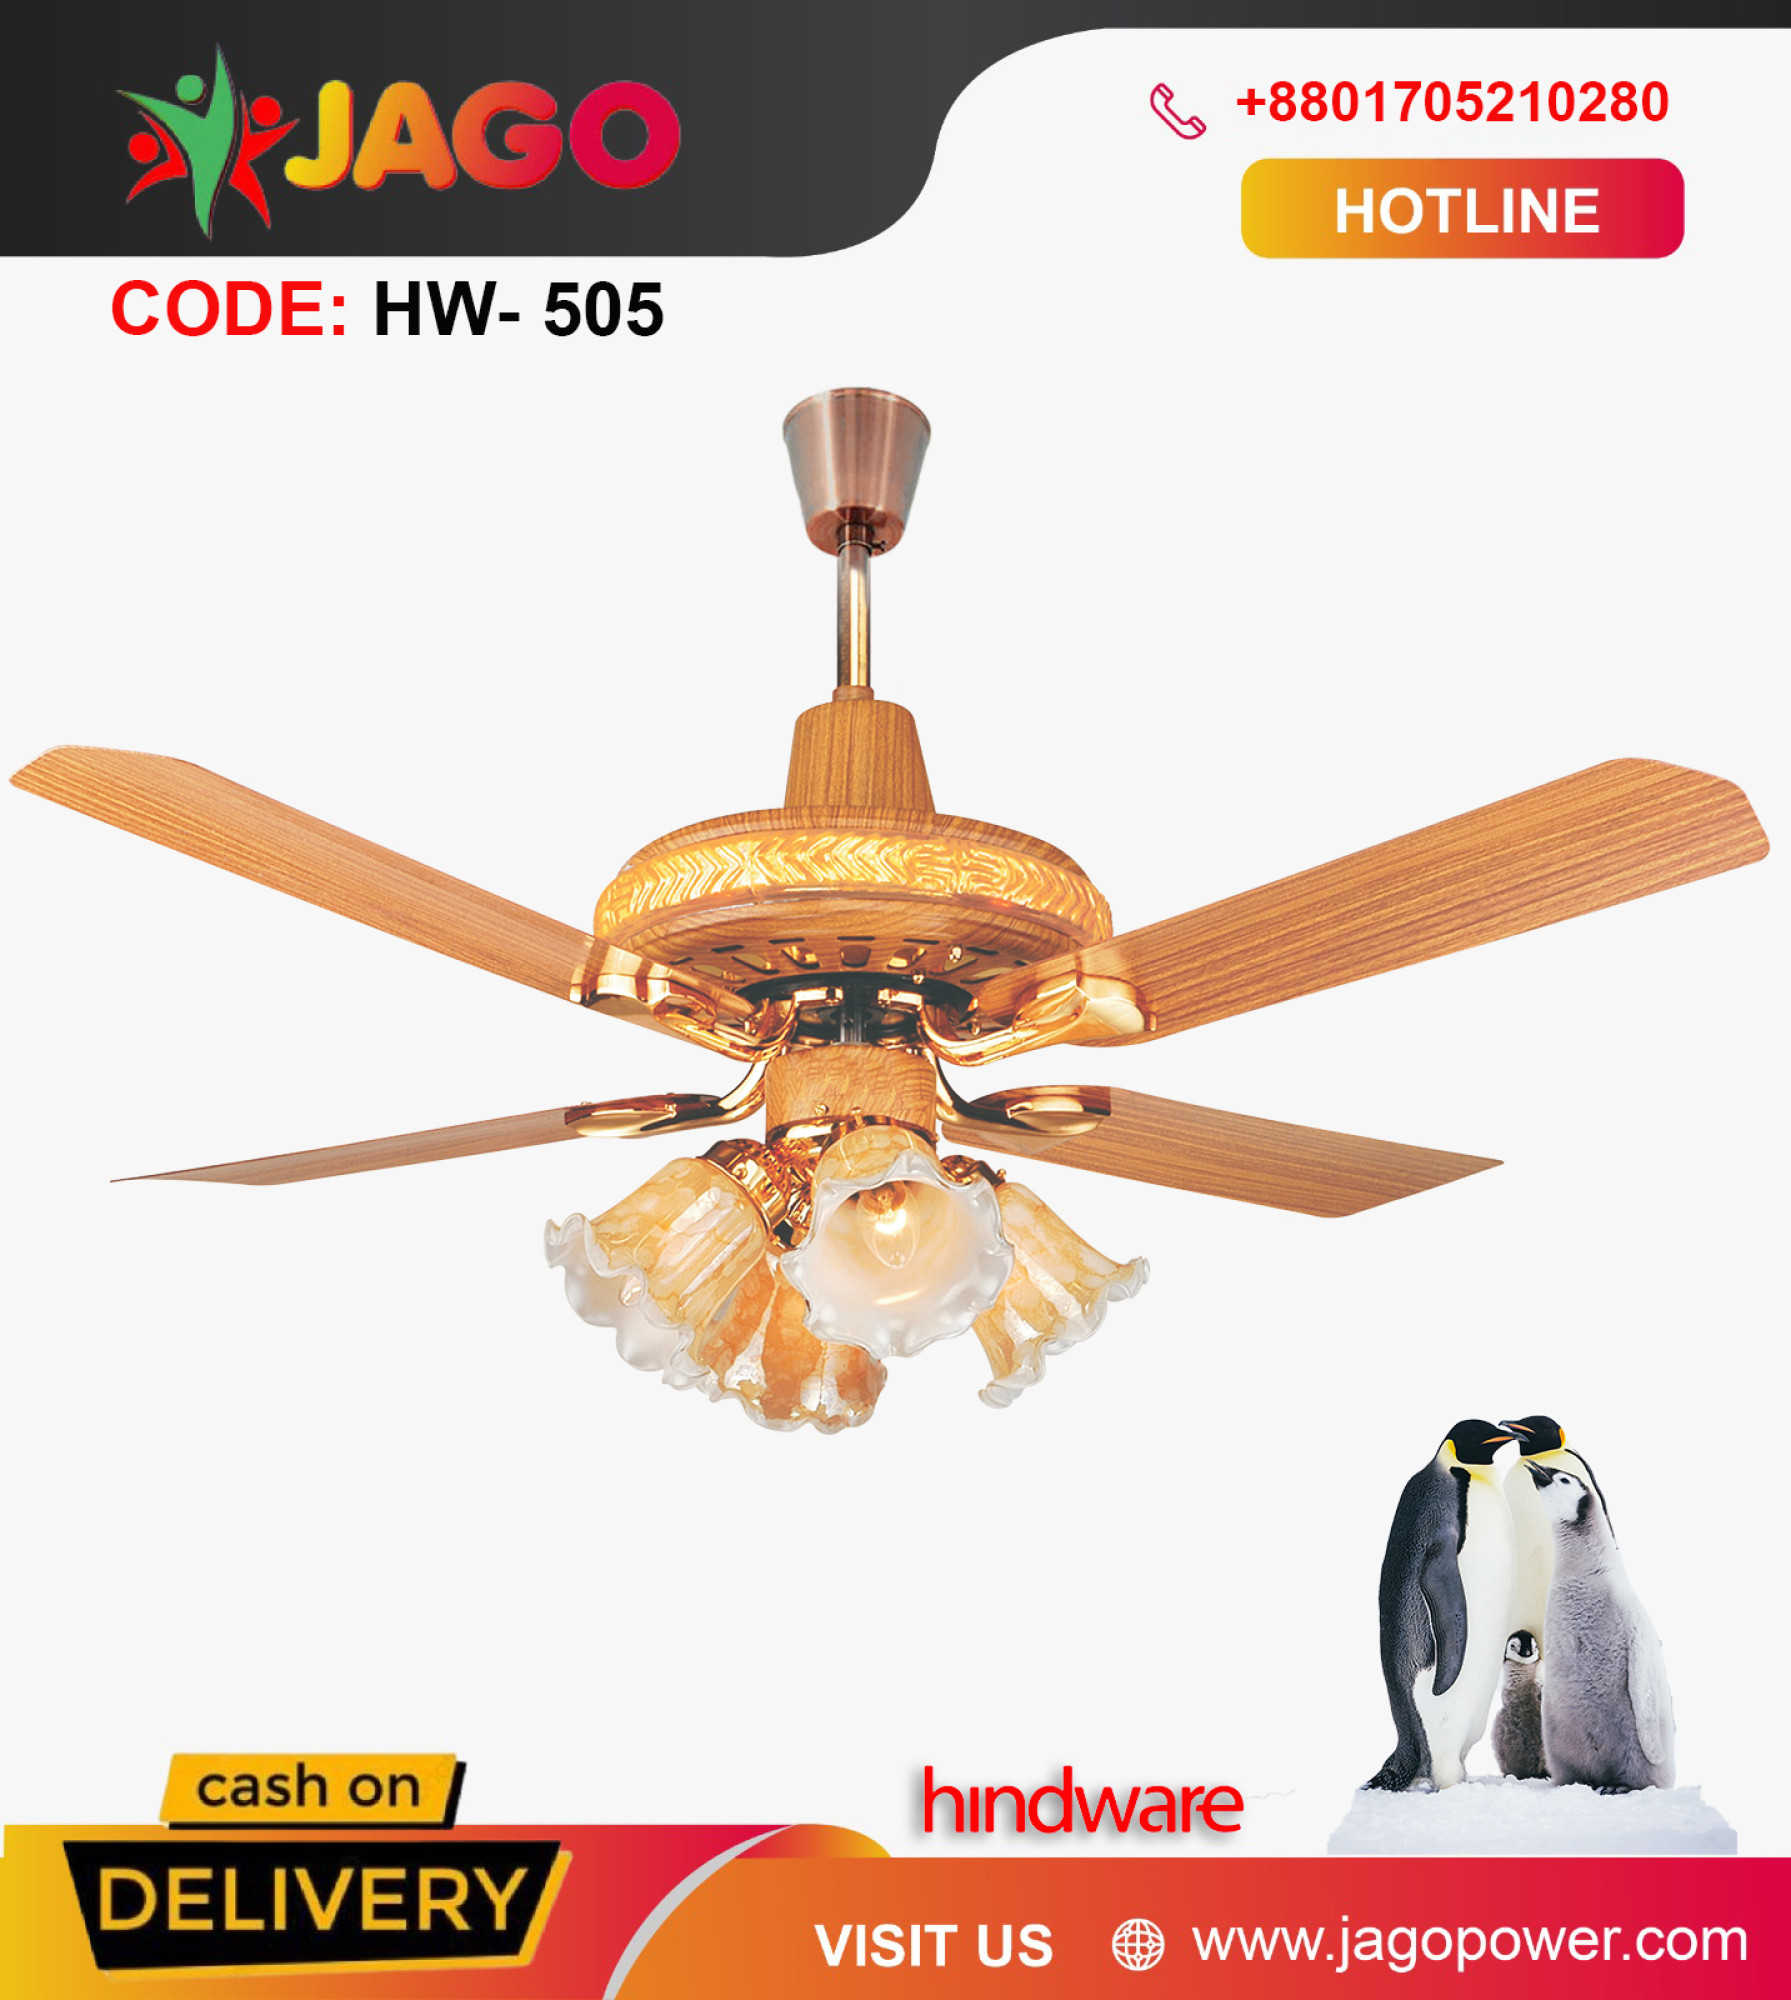 JAGO
+8801705210280
HOTLINE
CODE: HW- 505
cash on
DELIVERY
hindware
VISIT US
www.jagopower.com